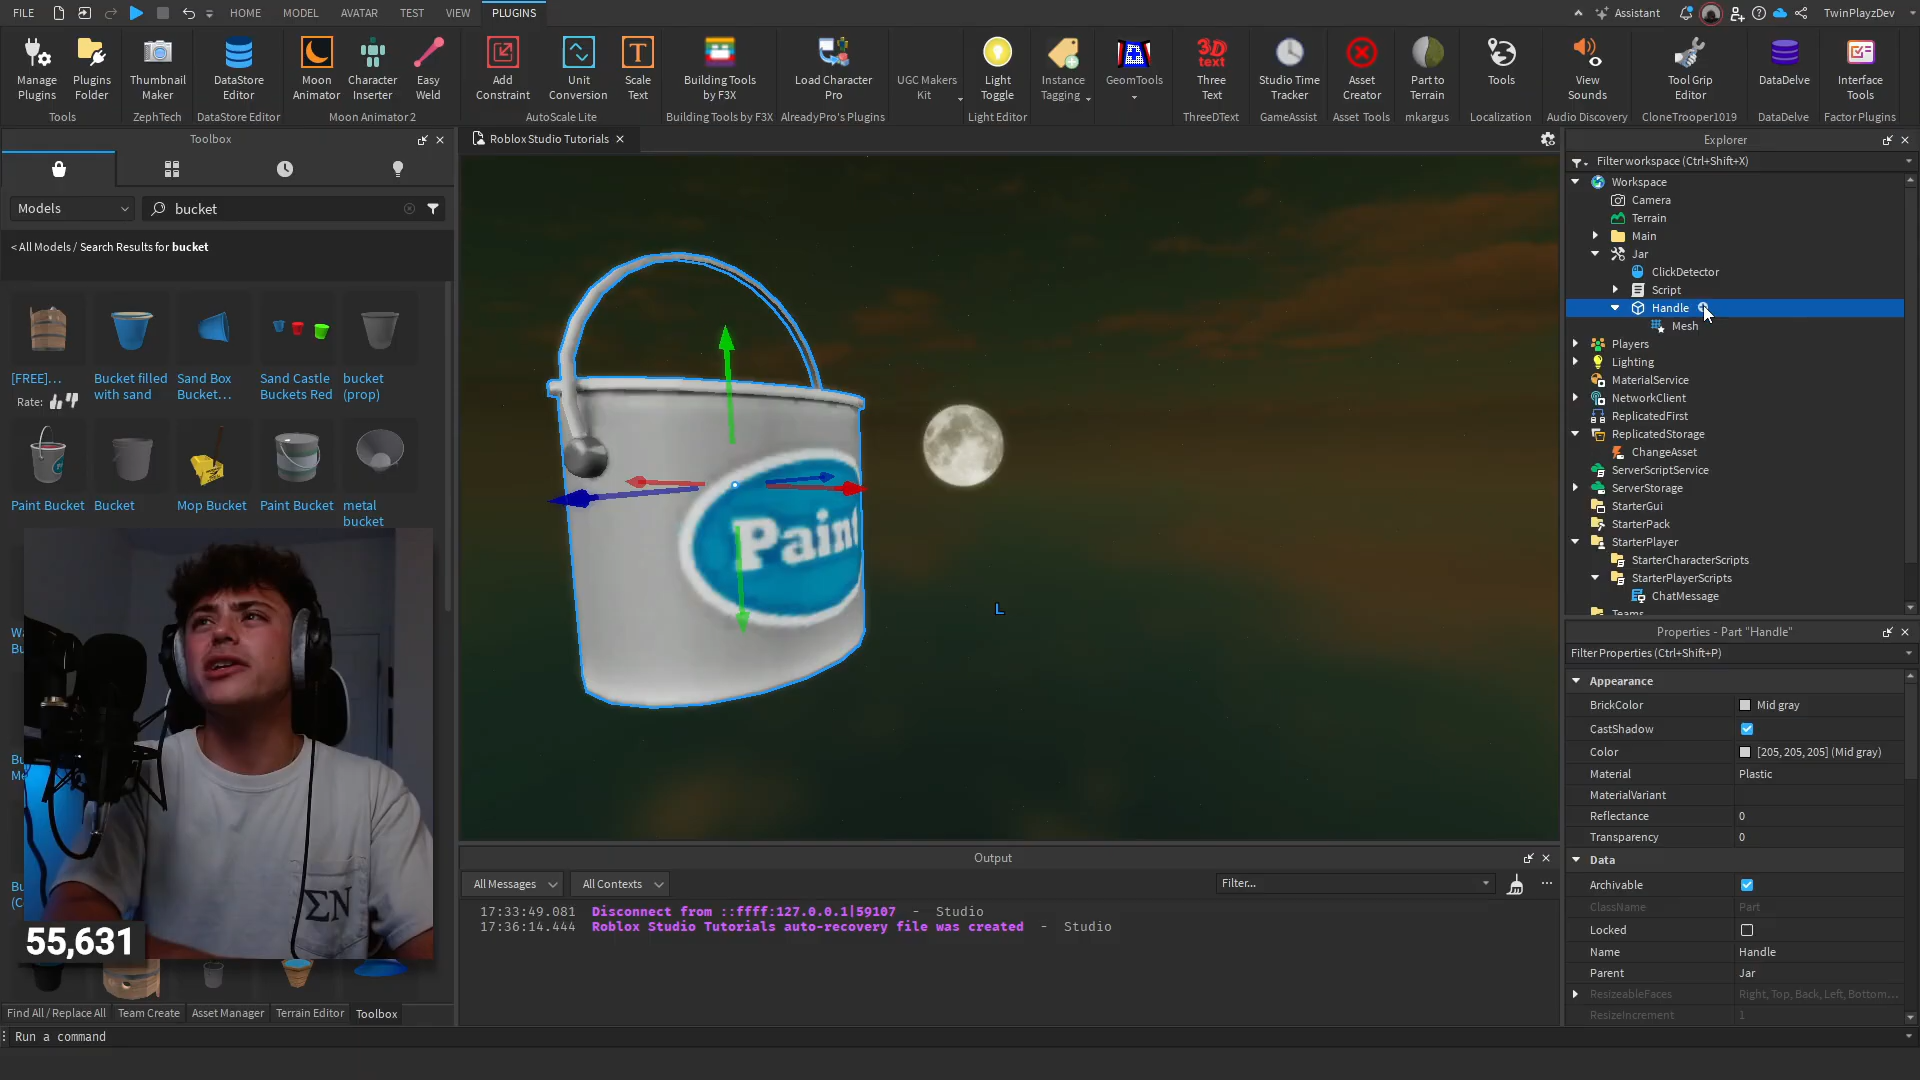 FILE HOME MODEL AVATAR TEST VIEW PLUGINS Assistant TwinPlayzDev
Manage Plugins
Plugins Folder
Thumbnail Maker
DataStore Editor
Moon Animator
Character Inserter
Easy Weld
Add Constraint
Unit Conversion
Scale Text
Building Tools by F3X
Load Character Pro
UGC Makers Kit
Light Toggle
Instance Tagging
GeomTools
Three Text
Studio Time Tracker
Asset Creator
Part to Terrain
Tools
View Sounds
Tool Grip Editor
DataDelve
Interface Tools
Tools ZephTech DataStore Editor Moon Animator 2 AutoScale Lite Building Tools by F3X AlreadyPro's Plugins Light Editor ThreeDText GameAssist Asset Tools mkargus Localization Audio Discovery CloneTrooper1019 DataDelve Factor Plugins
3D
text
Toolbox
Models
bucket
< All Models / Search Results for bucket
[FREE]...
Rate:
Bucket filled with sand
Sand Box Bucket...
Sand Castle Buckets Red
bucket (prop)
Paint Bucket
Bucket
Mop Bucket
Paint Bucket
metal bucket
ΣN
55,631
Find All / Replace All Team Create Asset Manager Terrain Editor Toolbox
Run a command
Roblox Studio Tutorials
Paint
L
Output
All Messages All Contexts Filter...
17:33:49.081 Disconnect from ::ffff:127.0.0.1|59107 - Studio
17:36:14.444 Roblox Studio Tutorials auto-recovery file was created - Studio
Explorer
Filter workspace (Ctrl+Shift+X)
Workspace
Camera
Terrain
Main
Jar
ClickDetector
Script
Handle
Mesh
Players
Lighting
MaterialService
NetworkClient
ReplicatedFirst
ReplicatedStorage
ChangeAsset
ServerScriptService
ServerStorage
StarterGui
StarterPack
StarterPlayer
StarterCharacterScripts
StarterPlayerScripts
ChatMessage
Teams
Properties - Part "Handle"
Filter Properties (Ctrl+Shift+P)
Appearance
BrickColor Mid gray
CastShadow
Color [205, 205, 205] (Mid gray)
Material Plastic
MaterialVariant
Reflectance 0
Transparency 0
Data
Archivable
ClassName Part
Locked
Name Handle
Parent Jar
ResizeableFaces Right, Top, Back, Left, Bottom,...
ResizeIncrement 1